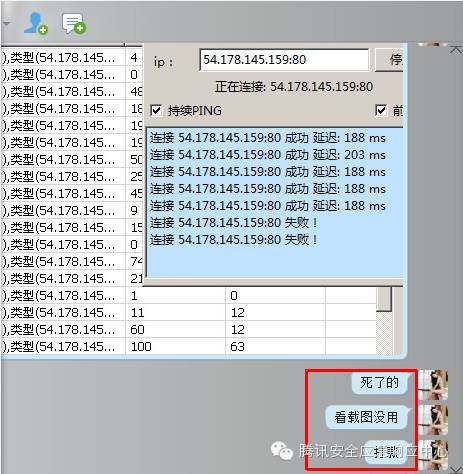 ),类型(54.178.145... 4
),类型(54.178.145... 0
),类型(54.178.145... 48
),类型(54.178.145... 18
),类型(54.178.145... 19
),类型(54.178.145... 19
),类型(54.178.145... 50
),类型(54.178.145... 25
),类型(54.178.145... 45
),类型(54.178.145... 9
),类型(54.178.145... 15
),类型(54.178.145... 0
),类型(54.178.145... 74
),类型(54.178.145... 21
),类型(54.178.145... 1 0
),类型(54.178.145... 11 12
),类型(54.178.145... 60 12
),类型(54.178.145... 100 63
ip： 54.178.145.159:80 停
正在连接: 54.178.145.159:80
持续PING 前
连接 54.178.145.159:80 成功 延迟: 188 ms
连接 54.178.145.159:80 成功 延迟: 203 ms
连接 54.178.145.159:80 成功 延迟: 188 ms
连接 54.178.145.159:80 成功 延迟: 188 ms
连接 54.178.145.159:80 成功 延迟: 188 ms
连接 54.178.145.159:80 失败！
连接 54.178.145.159:80 失败！
死了的
看载图没用
腾讯安全应急响应中心